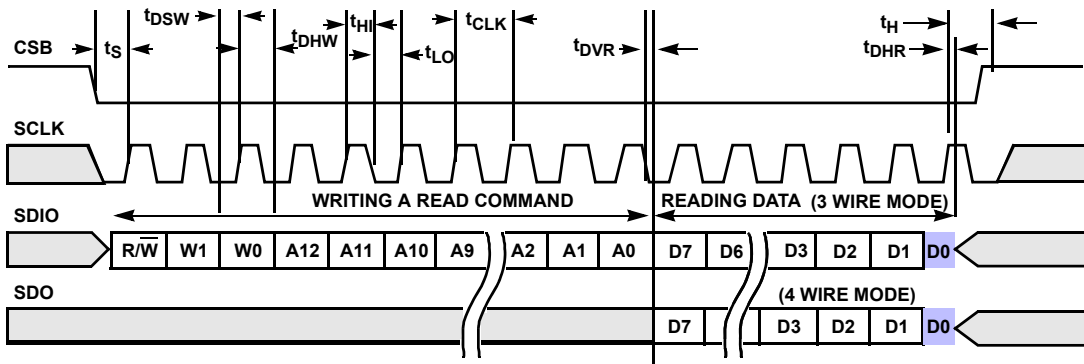 tDSW tHI tCLK tH
CSB tS tDHW tLO tDVR tDHR
SCLK
WRITING A READ COMMAND READING DATA (3 WIRE MODE)
SDIO
R/W̅ W1 W0 A12 A11 A10 A9 A2 A1 A0 D7 D6 D3 D2 D1 D0
SDO (4 WIRE MODE)
D7 D3 D2 D1 D0